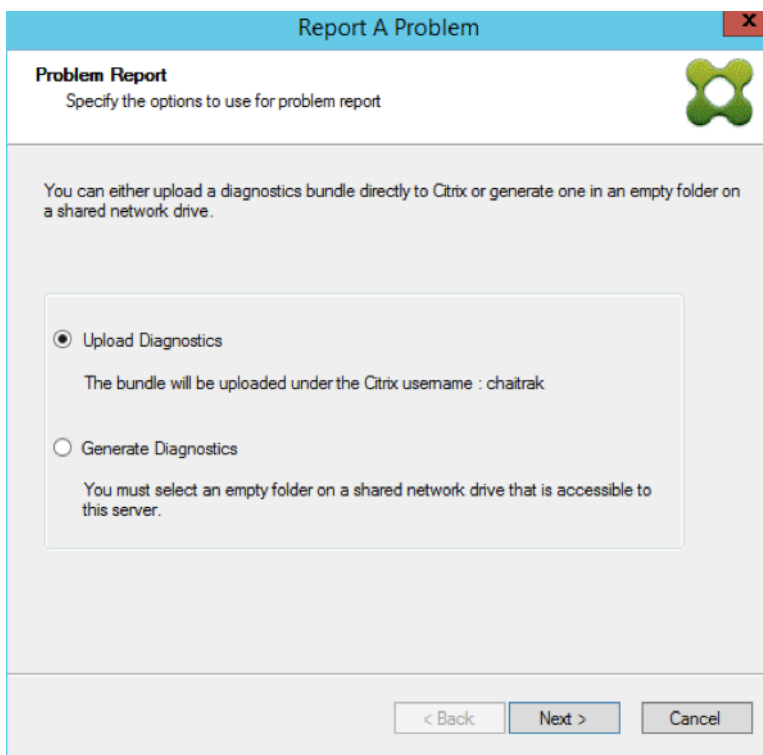 Report A Problem
x
Problem Report
Specify the options to use for problem report
You can either upload a diagnostics bundle directly to Citrix or generate one in an empty folder on
a shared network drive.
Upload Diagnostics
The bundle will be uploaded under the Citrix username : chaitrak
Generate Diagnostics
You must select an empty folder on a shared network drive that is accessible to
this server.
< Back
Next >
Cancel